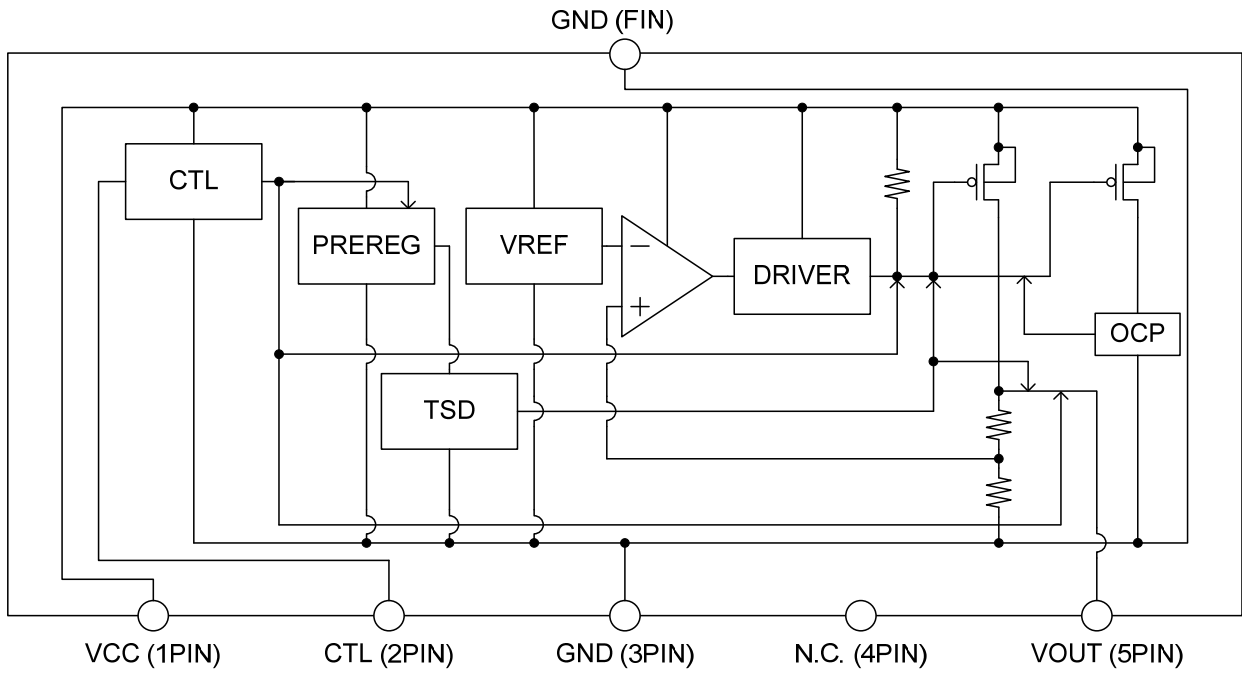 GND (FIN)
CTL
PREREG
VREF
−
+
DRIVER
OCP
TSD
VCC (1PIN)
CTL (2PIN)
GND (3PIN)
N.C. (4PIN)
VOUT (5PIN)